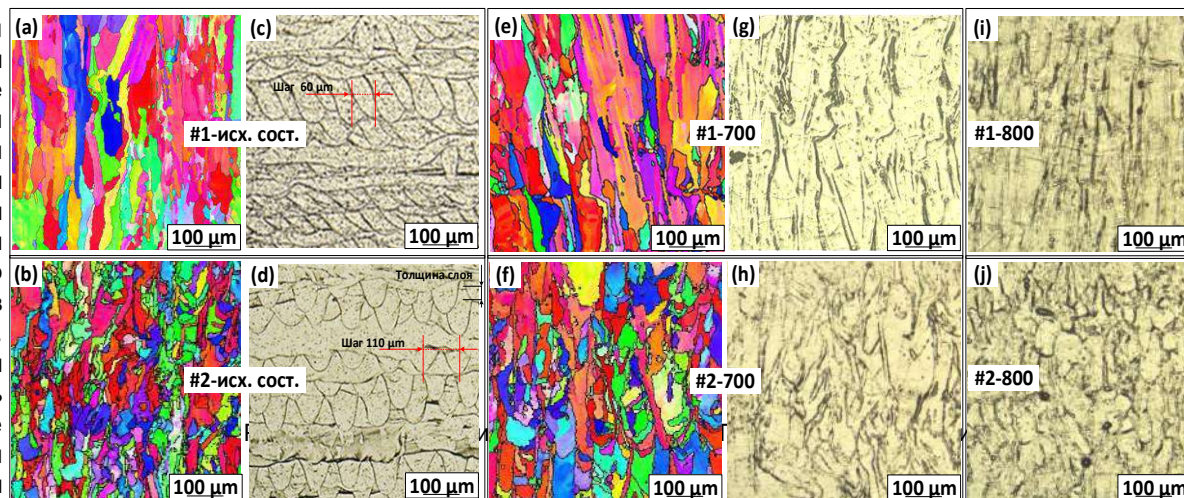 (a)
(c)
Шаг 60 µm
#1-исх. сост.
100 µm
100 µm
(e)
(g)
#1-700
100 µm
100 µm
(i)
#1-800
100 µm
(b)
(d)
Толщина слоя
Шаг 110 µm
#2-исх. сост.
100 µm
100 µm
(f)
(h)
#2-700
100 µm
100 µm
(j)
#2-800
100 µm